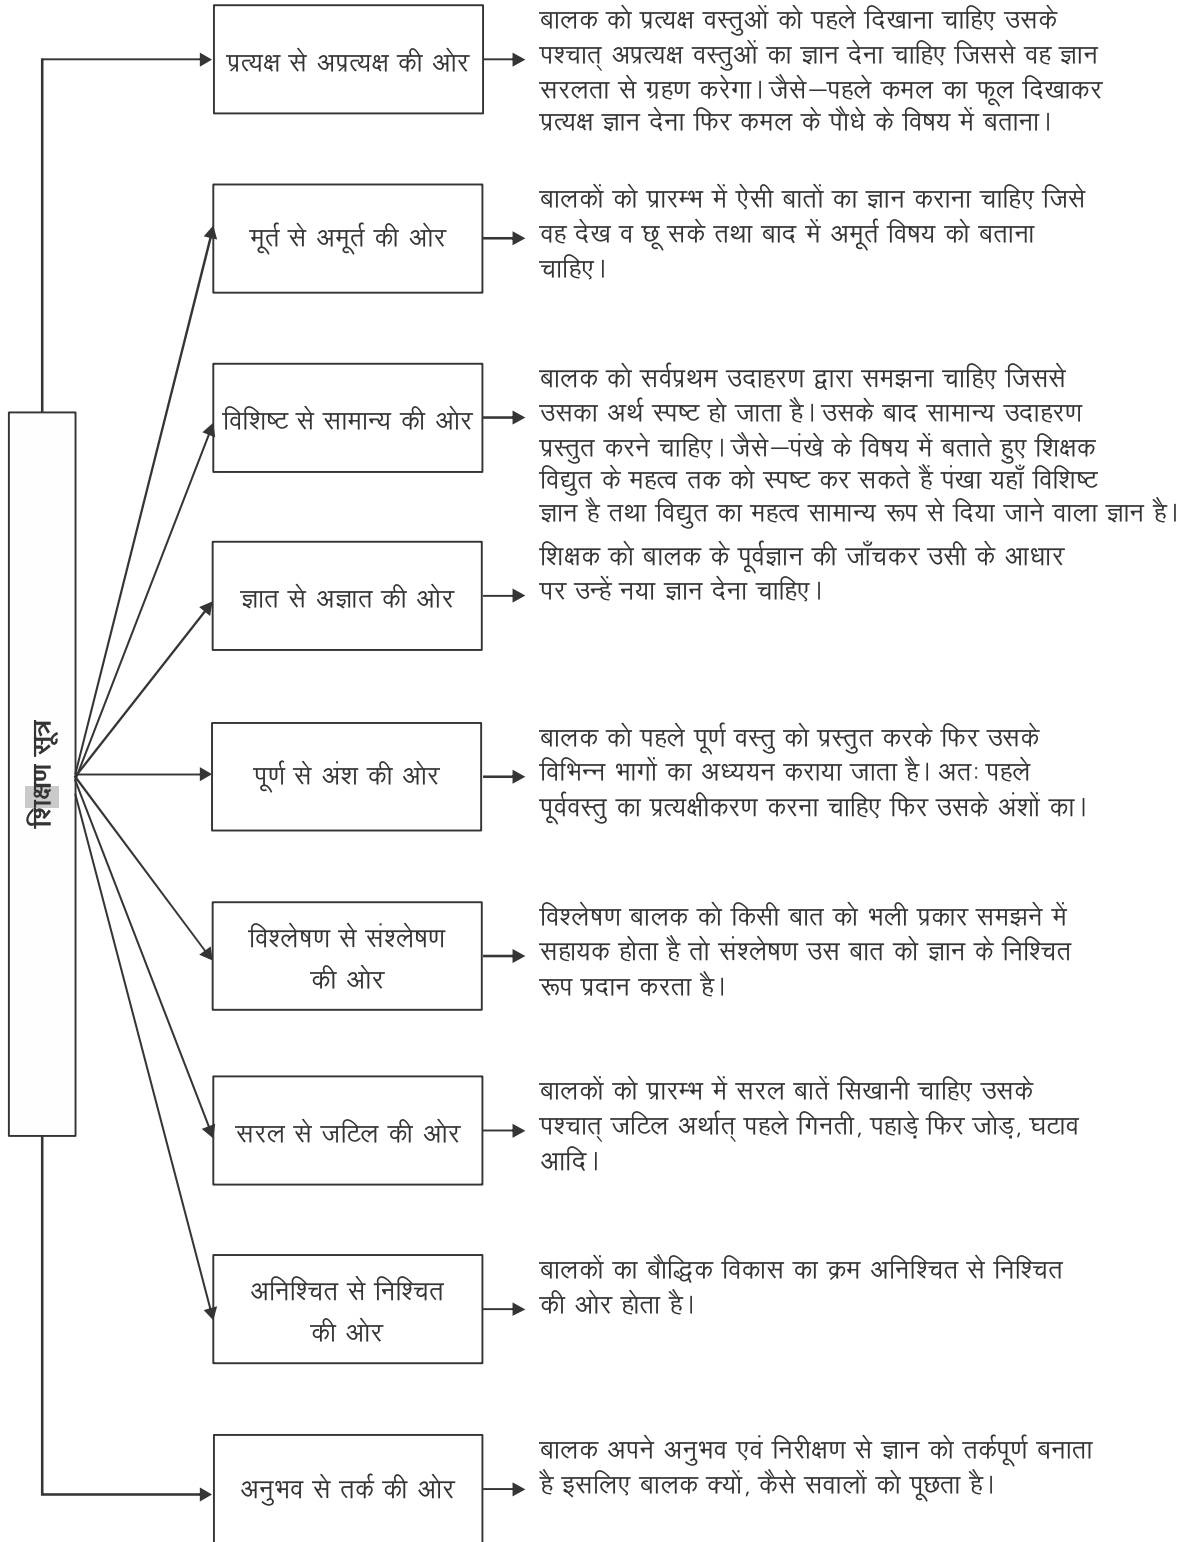 शिक्षण सूत्र
प्रत्यक्ष से अप्रत्यक्ष की ओर
बालक को प्रत्यक्ष वस्तुओं को पहले दिखाना चाहिए उसके
पश्चात् अप्रत्यक्ष वस्तुओं का ज्ञान देना चाहिए जिससे वह ज्ञान
सरलता से ग्रहण करेगा। जैसे—पहले कमल का फूल दिखाकर
प्रत्यक्ष ज्ञान देना फिर कमल के पौधे के विषय में बताना।
मूर्त से अमूर्त की ओर
बालकों को प्रारम्भ में ऐसी बातों का ज्ञान कराना चाहिए जिसे
वह देख व छू सके तथा बाद में अमूर्त विषय को बताना
चाहिए।
विशिष्ट से सामान्य की ओर
बालक को सर्वप्रथम उदाहरण द्वारा समझना चाहिए जिससे
उसका अर्थ स्पष्ट हो जाता है। उसके बाद सामान्य उदाहरण
प्रस्तुत करने चाहिए। जैसे—पंखे के विषय में बताते हुए शिक्षक
विद्युत के महत्व तक को स्पष्ट कर सकते हैं पंखा यहाँ विशिष्ट
ज्ञान है तथा विद्युत का महत्व सामान्य रूप से दिया जाने वाला ज्ञान है।
ज्ञात से अज्ञात की ओर
शिक्षक को बालक के पूर्वज्ञान की जाँचकर उसी के आधार
पर उन्हें नया ज्ञान देना चाहिए।
पूर्ण से अंश की ओर
बालक को पहले पूर्ण वस्तु को प्रस्तुत करके फिर उसके
विभिन्न भागों का अध्ययन कराया जाता है। अतः पहले
पूर्ववस्तु का प्रत्यक्षीकरण करना चाहिए फिर उसके अंशों का।
विश्लेषण से संश्लेषण
की ओर
विश्लेषण बालक को किसी बात को भली प्रकार समझने में
सहायक होता है तो संश्लेषण उस बात को ज्ञान के निश्चित
रूप प्रदान करता है।
सरल से जटिल की ओर
बालकों को प्रारम्भ में सरल बातें सिखानी चाहिए उसके
पश्चात् जटिल अर्थात् पहले गिनती, पहाड़े फिर जोड़, घटाव
आदि।
अनिश्चित से निश्चित
की ओर
बालकों का बौद्धिक विकास का क्रम अनिश्चित से निश्चित
की ओर होता है।
अनुभव से तर्क की ओर
बालक अपने अनुभव एवं निरीक्षण से ज्ञान को तर्कपूर्ण बनाता
है इसलिए बालक क्यों, कैसे सवालों को पूछता है।